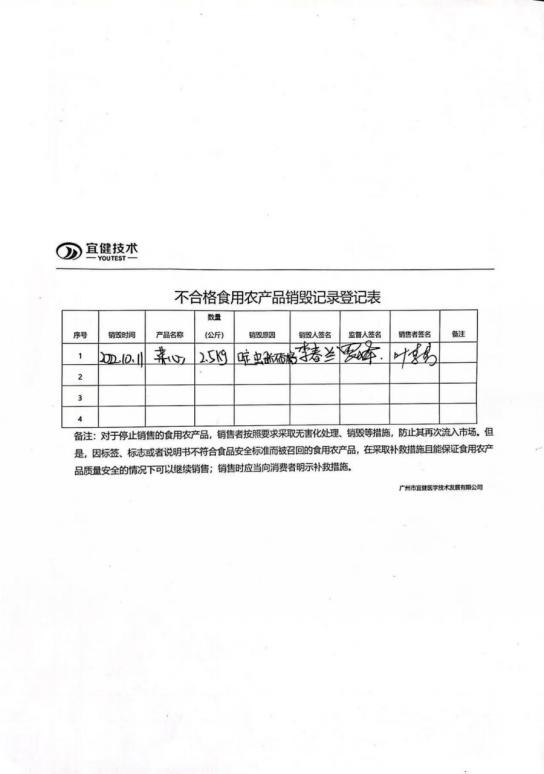 宜健技术
YOUTEST
不合格食用农产品销毁记录登记表
序号 销毁时间 产品名称 数量(公斤) 销毁原因 销毁人签名 监督人签名 销售者签名 备注
1 2022.10.11 菜心 2.5kg 啶虫脒 李春兰
2
3
4
备注:对于停止销售的食用农产品,销售者按照要求采取无害化处理、销毁等措施,防止其再次流入市场。但
是,因标签、标志或者说明书不符合食品安全标准而被召回的食用农产品,在采取补救措施且能保证食用农产
品质量安全的情况下可以继续销售;销售时应当向消费者明示补救措施。
广州市宜健医学技术发展有限公司